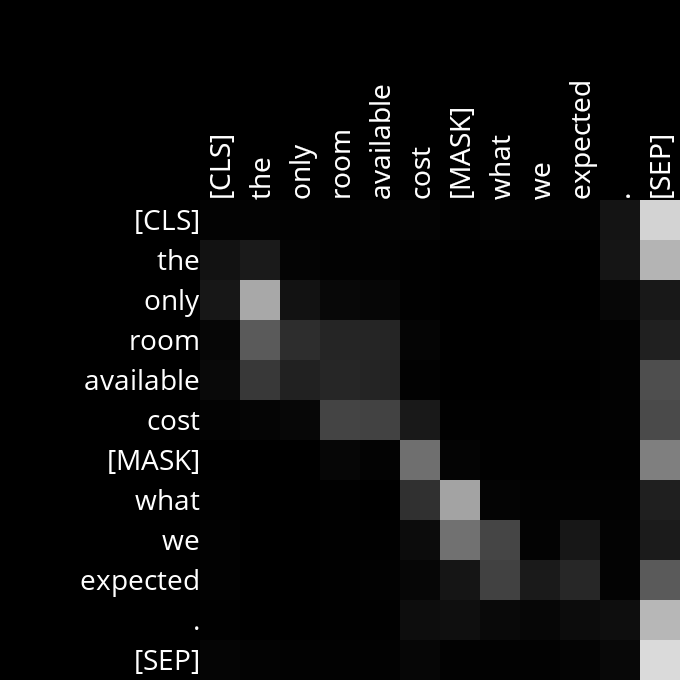 [CLS] the only room available cost [MASK] what we expected . [SEP]
[CLS]
the
only
room
available
cost
[MASK]
what
we
expected
.
[SEP]